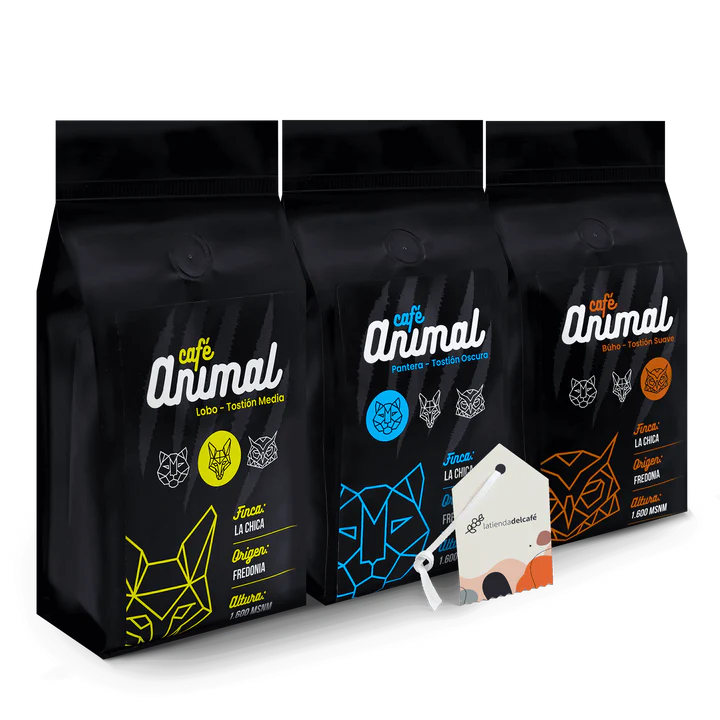 café
animal
Lobo - Tostión Media
Finca:
LA CHICA
Origen:
FREDONIA
Altura:
1.600 MSNM
café
animal
Pantera - Tostión Oscura
Finca:
LA CHICA
café
animal
Búho - Tostión Suave
Finca:
LA CHICA
Origen:
FREDONIA
Altura:
1.600 MSNM
latiendadelcafé